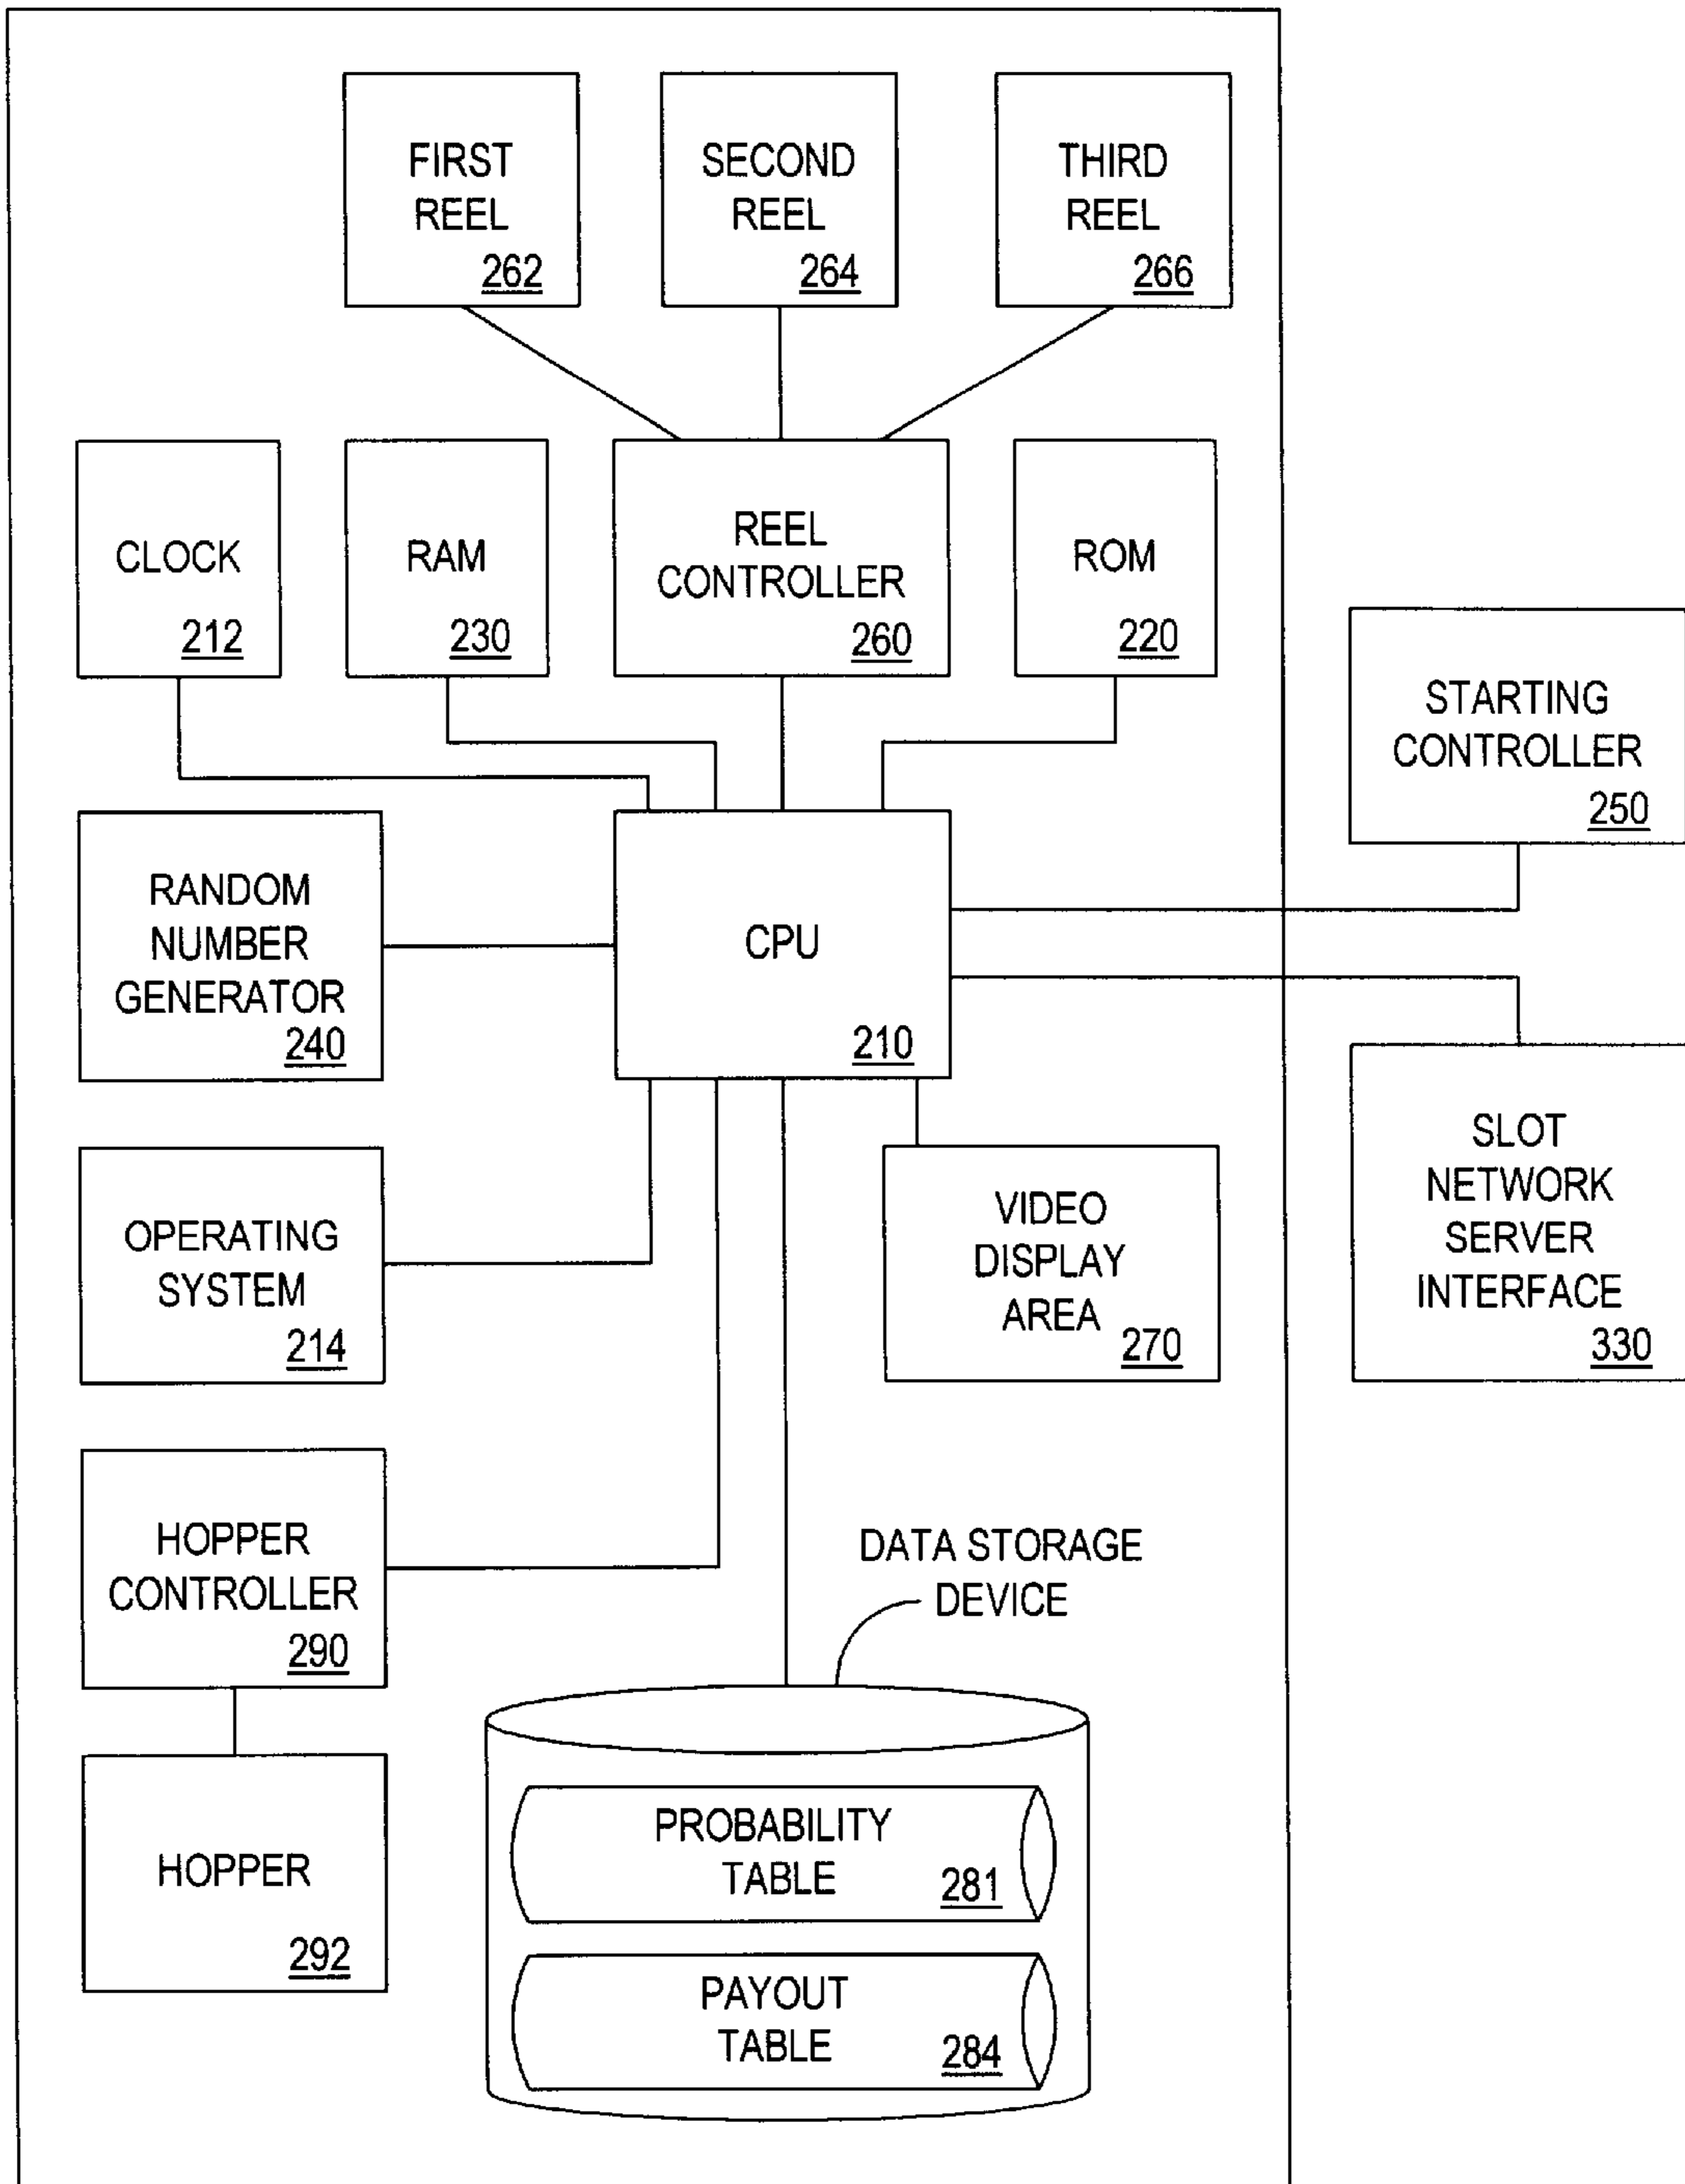 FIRST
REEL
262
SECOND
REEL
264
THIRD
REEL
266
CLOCK
212
RAM
230
REEL
CONTROLLER
260
ROM
220
STARTING
CONTROLLER
250
RANDOM
NUMBER
GENERATOR
240
CPU
210
SLOT
NETWORK
SERVER
INTERFACE
330
OPERATING
SYSTEM
214
VIDEO
DISPLAY
AREA
270
HOPPER
CONTROLLER
290
DATA STORAGE
DEVICE
HOPPER
292
PROBABILITY
TABLE
281
PAYOUT
TABLE
284